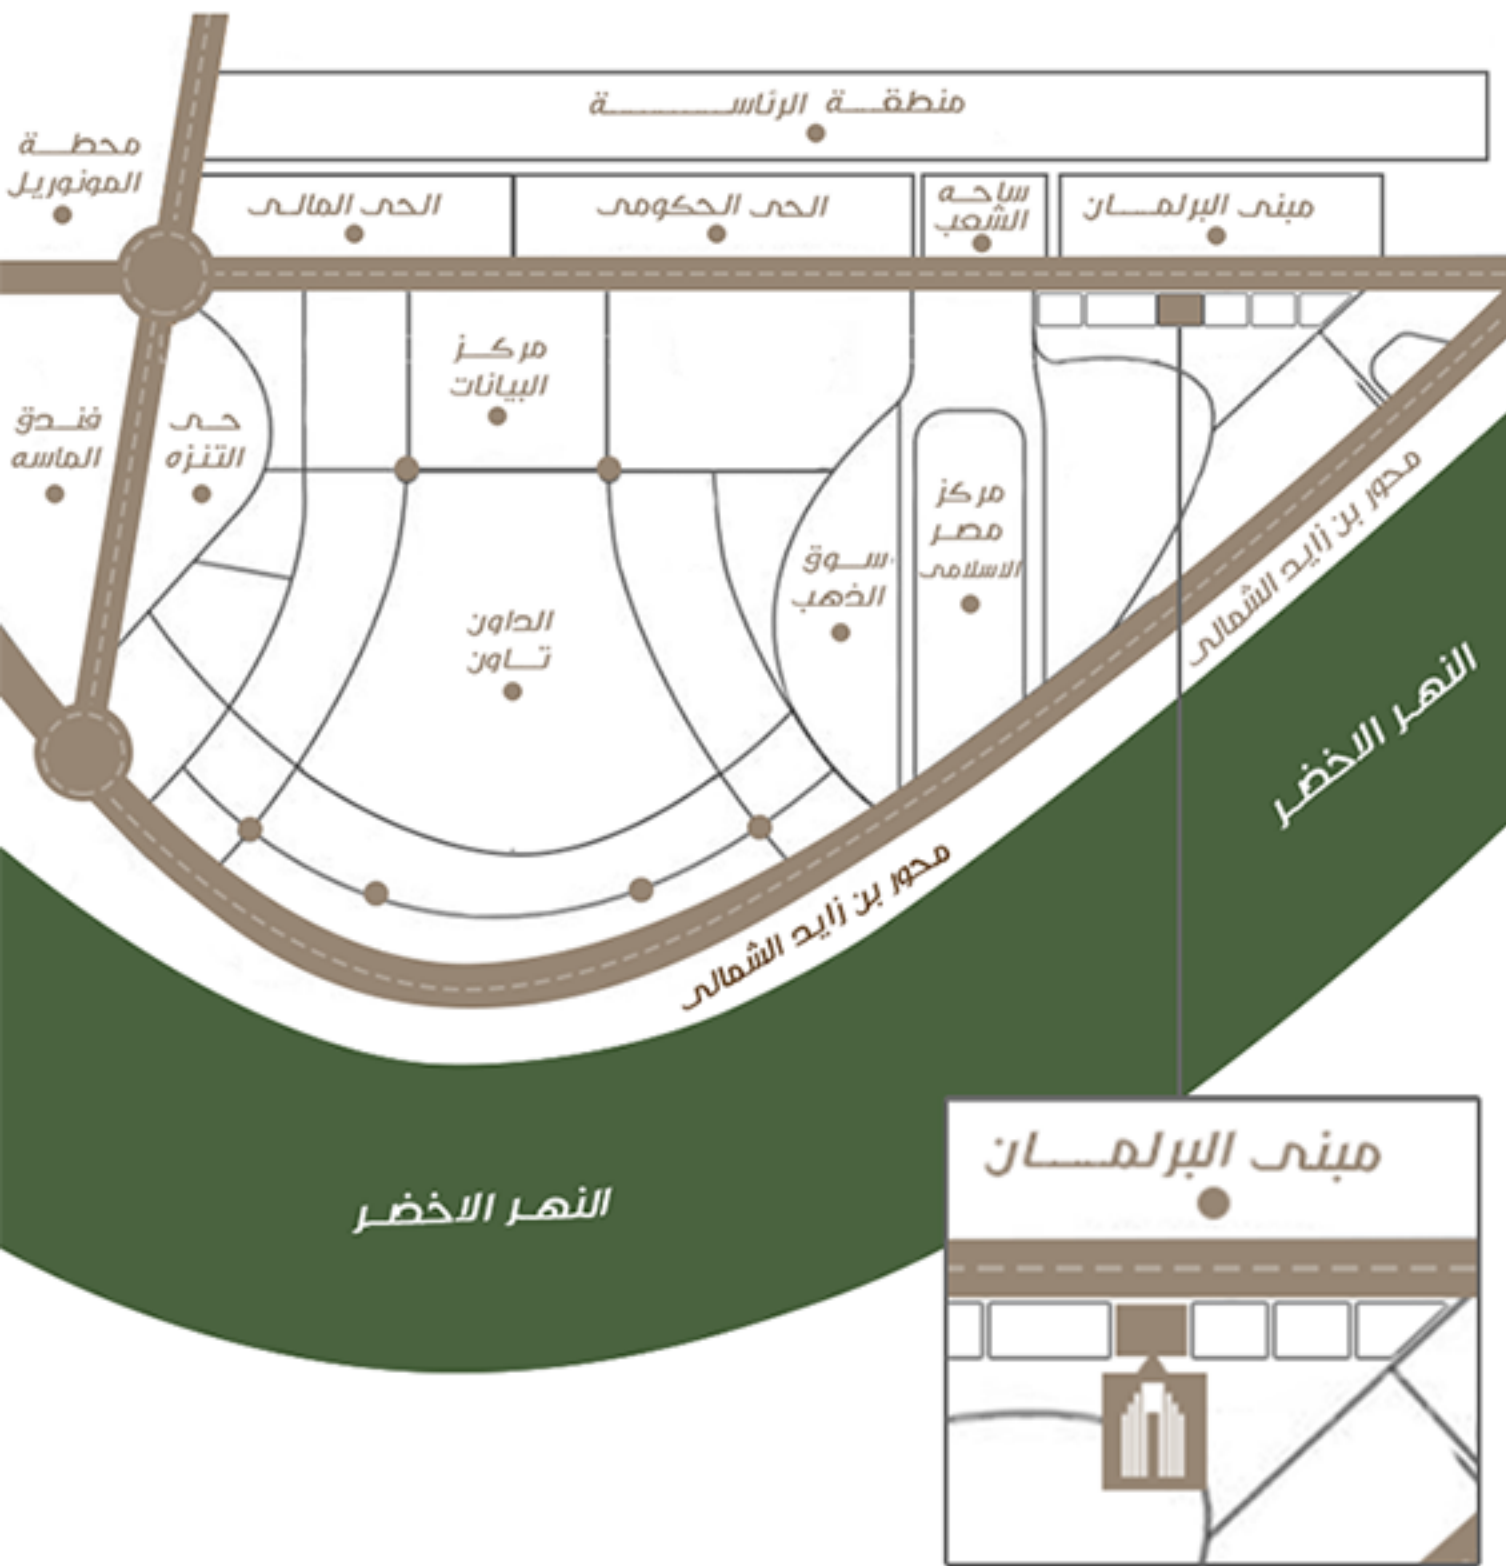 منطقة الرئاسة
محطة
المونوريل
الحى المالى
الحى الحكومى
ساحه
الشعب
مبنى البرلمان
مركز
البيانات
فندق
الماسه
حى
التنزه
مركز
مصر
الاسلامى
سوق
الذهب
الداون
تاون
محور بن زايد الشمالى
النهر الاخضر
محور بن زايد الشمالى
النهر الاخضر
مبنى البرلمان